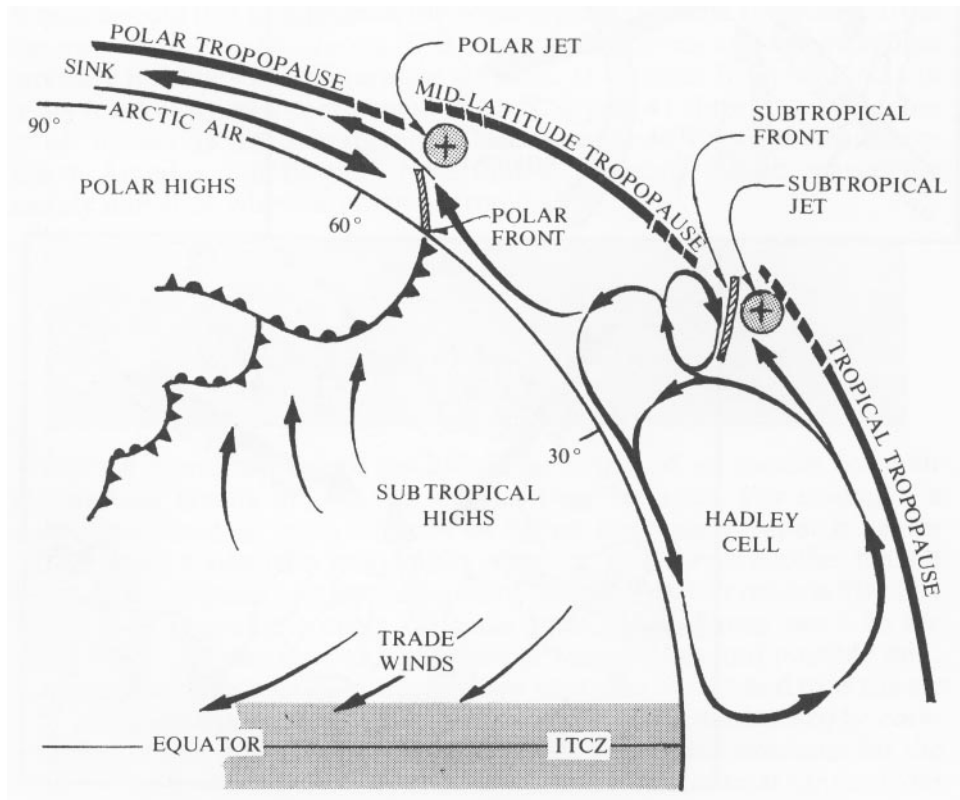 POLAR TROPOPAUSE
POLAR JET
SINK
ARCTIC AIR
90°
MID-LATITUDE TROPOPAUSE
SUBTROPICAL
FRONT
SUBTROPICAL
JET
POLAR HIGHS
60°
POLAR
FRONT
TROPICAL TROPOPAUSE
30°
SUBTROPICAL
HIGHS
HADLEY
CELL
TRADE
WINDS
EQUATOR
ITCZ